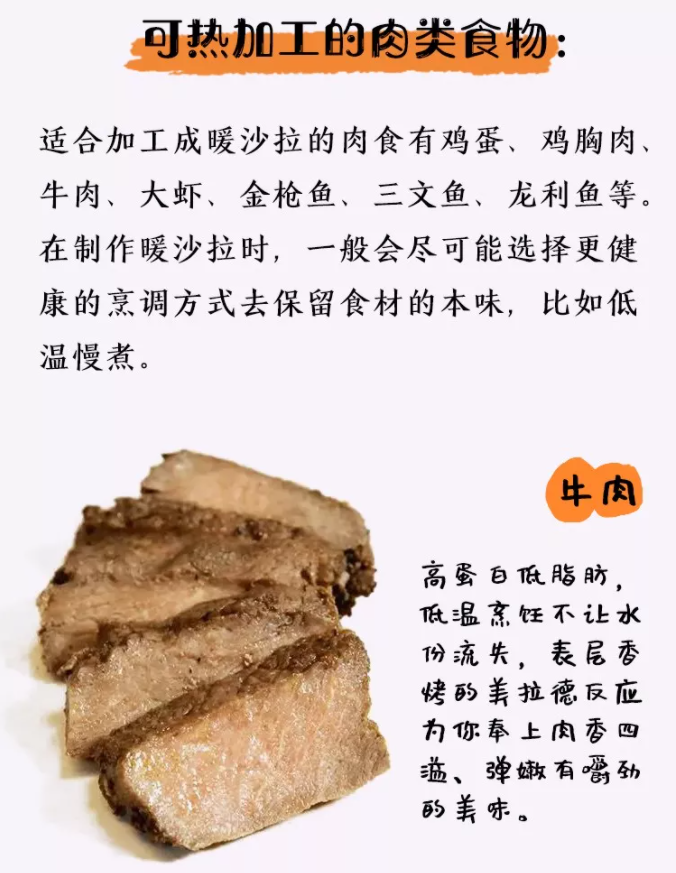 可热加工的肉类食物：
适合加工成暖沙拉的肉食有鸡蛋、鸡胸肉、
牛肉、大虾、金枪鱼、三文鱼、龙利鱼等。
在制作暖沙拉时，一般会尽可能选择更健
康的烹调方式去保留食材的本味，比如低
温慢煮。
牛肉
高蛋白低脂肪，
低温烹饪不让水
份流失，表层香
烤的美拉德反应
为你奉上肉香四
溢、弹嫩有嚼劲
的美味。